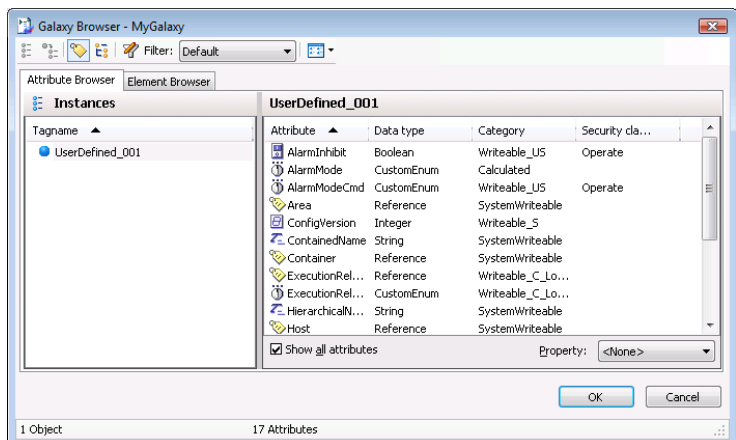 Galaxy Browser - MyGalaxy
Filter: Default
Attribute Browser Element Browser
Instances UserDefined_001
Tagname Attribute Data type Category Security cla...
UserDefined_001 AlarmInhibit Boolean Writeable_US Operate
AlarmMode CustomEnum Calculated
AlarmModeCmd CustomEnum Writeable_US Operate
Area Reference SystemWriteable
ConfigVersion Integer Writeable_S
ContainedName String SystemWriteable
Container Reference SystemWriteable
ExecutionRel... Reference Writeable_C_Lo...
ExecutionRel... CustomEnum Writeable_C_Lo...
HierarchicalN... String SystemWriteable
Host Reference SystemWriteable
Show all attributes Property: <None>
OK Cancel
1 Object 17 Attributes